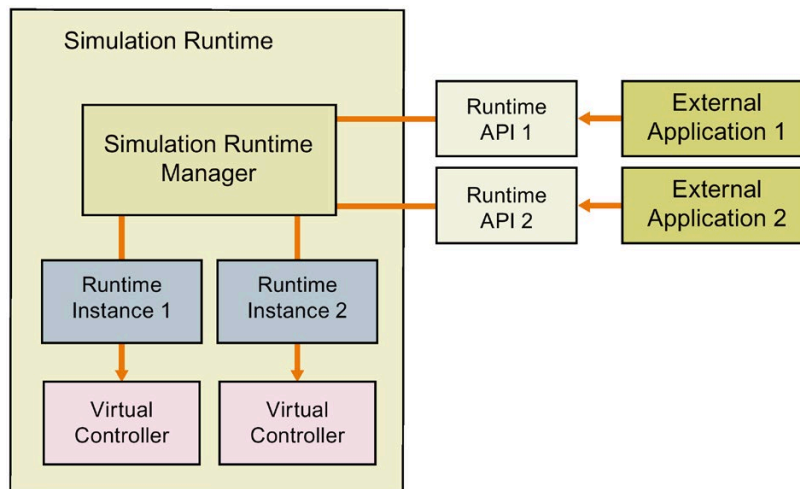 Simulation Runtime
Simulation Runtime
Manager
Runtime
API 1
External
Application 1
Runtime
API 2
External
Application 2
Runtime
Instance 1
Runtime
Instance 2
Virtual
Controller
Virtual
Controller